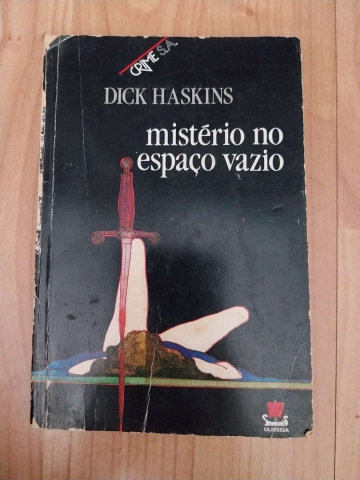 CRIME S.A.
DICK HASKINS
mistério no
espaço vazio
ULISSEIA